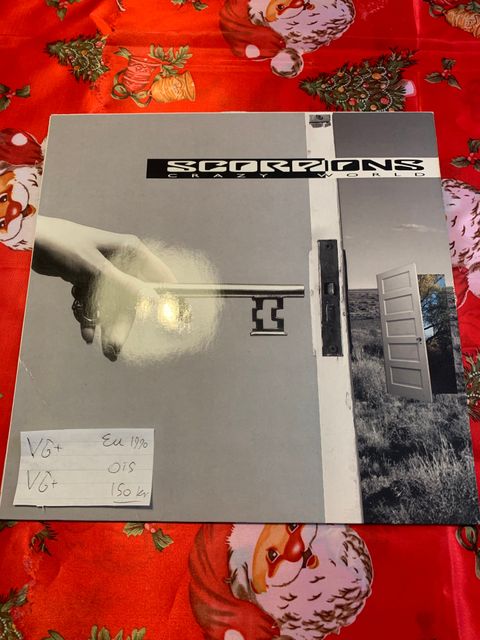 SCORPIONS
CRAZY WORLD
VG+ EU 1990
VG+ OIS
150 kr